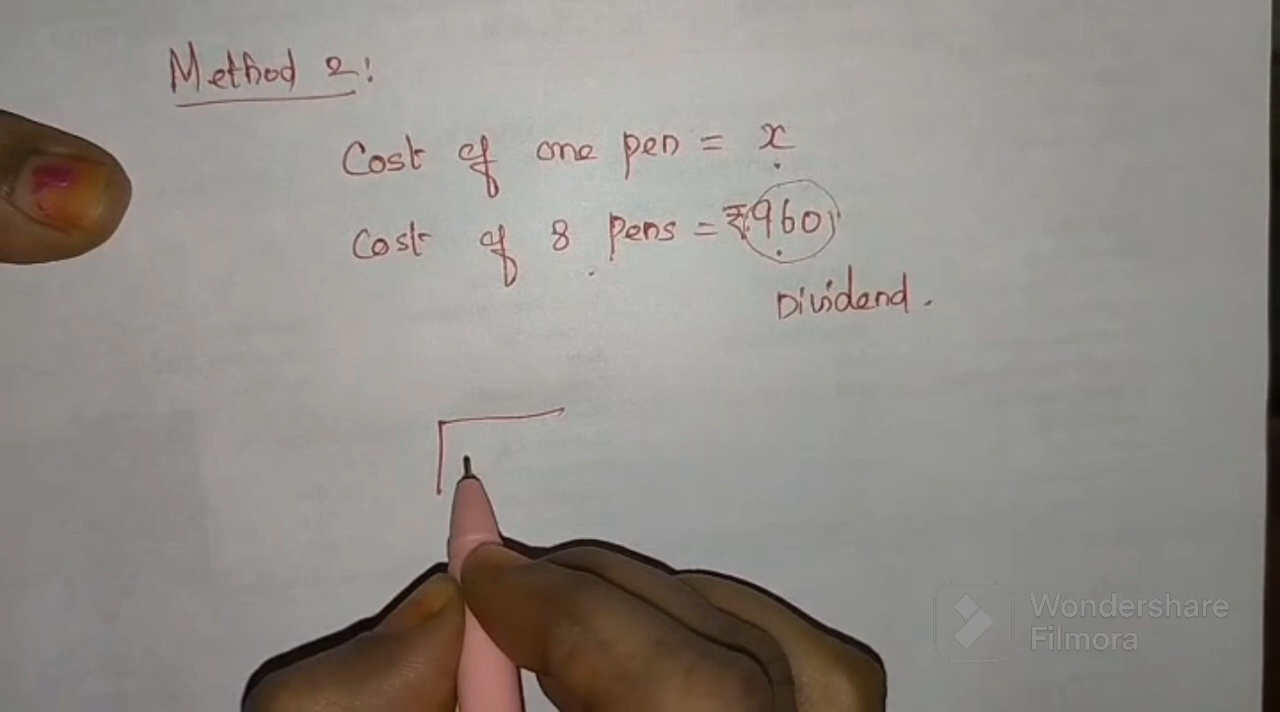 Method 2:
Cost of one pen = x
Cost of 8 pens = ₹960
Dividend.
Wondershare
Filmora